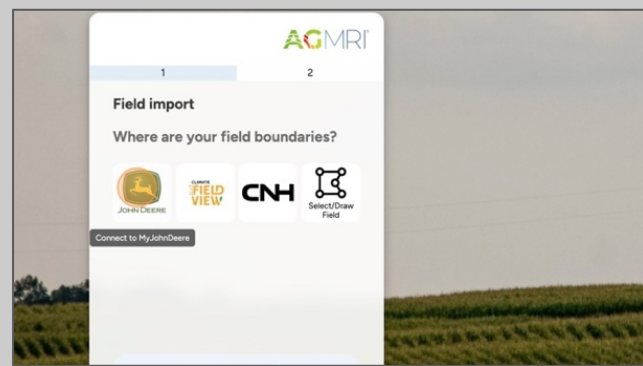 AGMRI
1
2
Field import
Where are your field boundaries?
JOHN DEERE
CLIMATE
FIELD
VIEW
CNH
Select/Draw
Field
Connect to MyJohnDeere